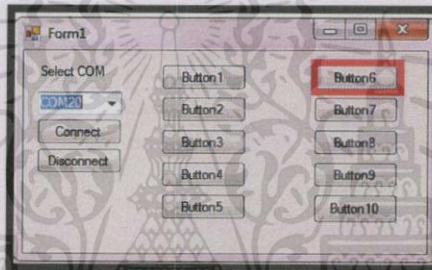 Form1
Select COM
COM20
Connect
Disconnect
Button1
Button2
Button3
Button4
Button5
Button6
Button7
Button8
Button9
Button10